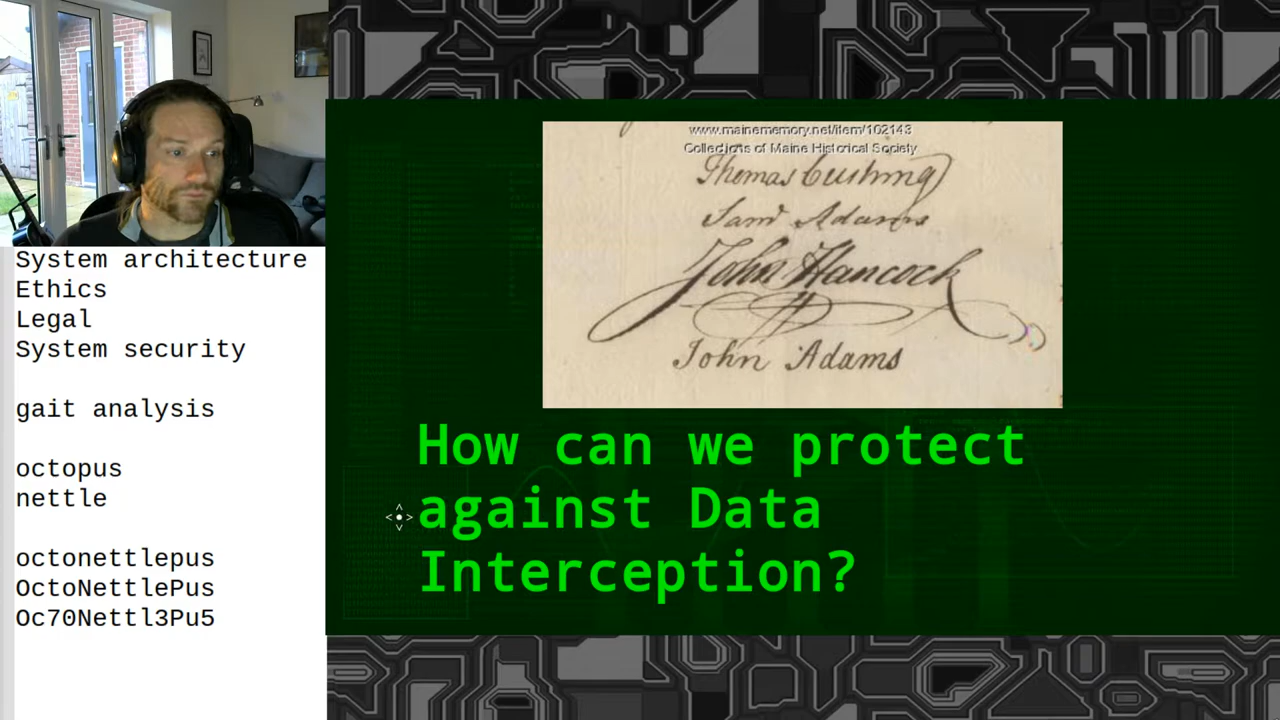 System architecture
Ethics
Legal
System security
gait analysis
octopus
nettle
octonettlepus
OctoNettlePus
Oc70Nettl3Pu5
www.mainememory.net/item/102143
Collections of Maine Historical Society
Thomas Cushing
Saml Adams
John Hancock
John Adams
How can we protect
against Data
Interception?